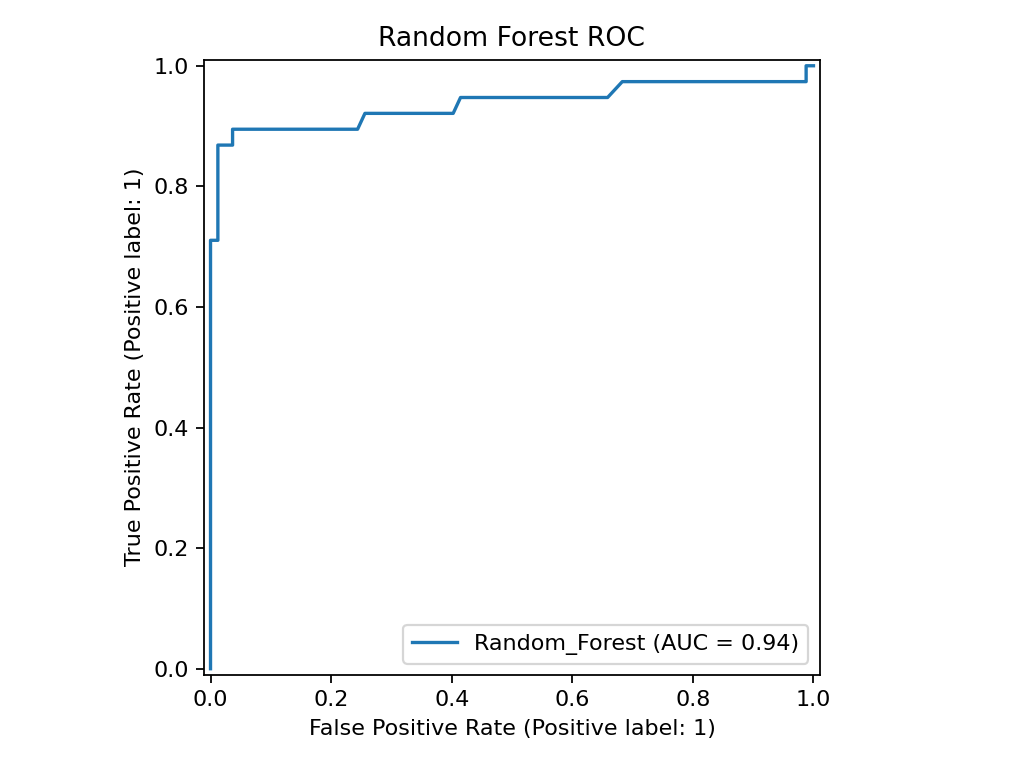 Random Forest ROC
1.0
0.8
0.6
0.4
0.2
0.0
True Positive Rate (Positive label: 1)
Random_Forest (AUC = 0.94)
0.0 0.2 0.4 0.6 0.8 1.0
False Positive Rate (Positive label: 1)